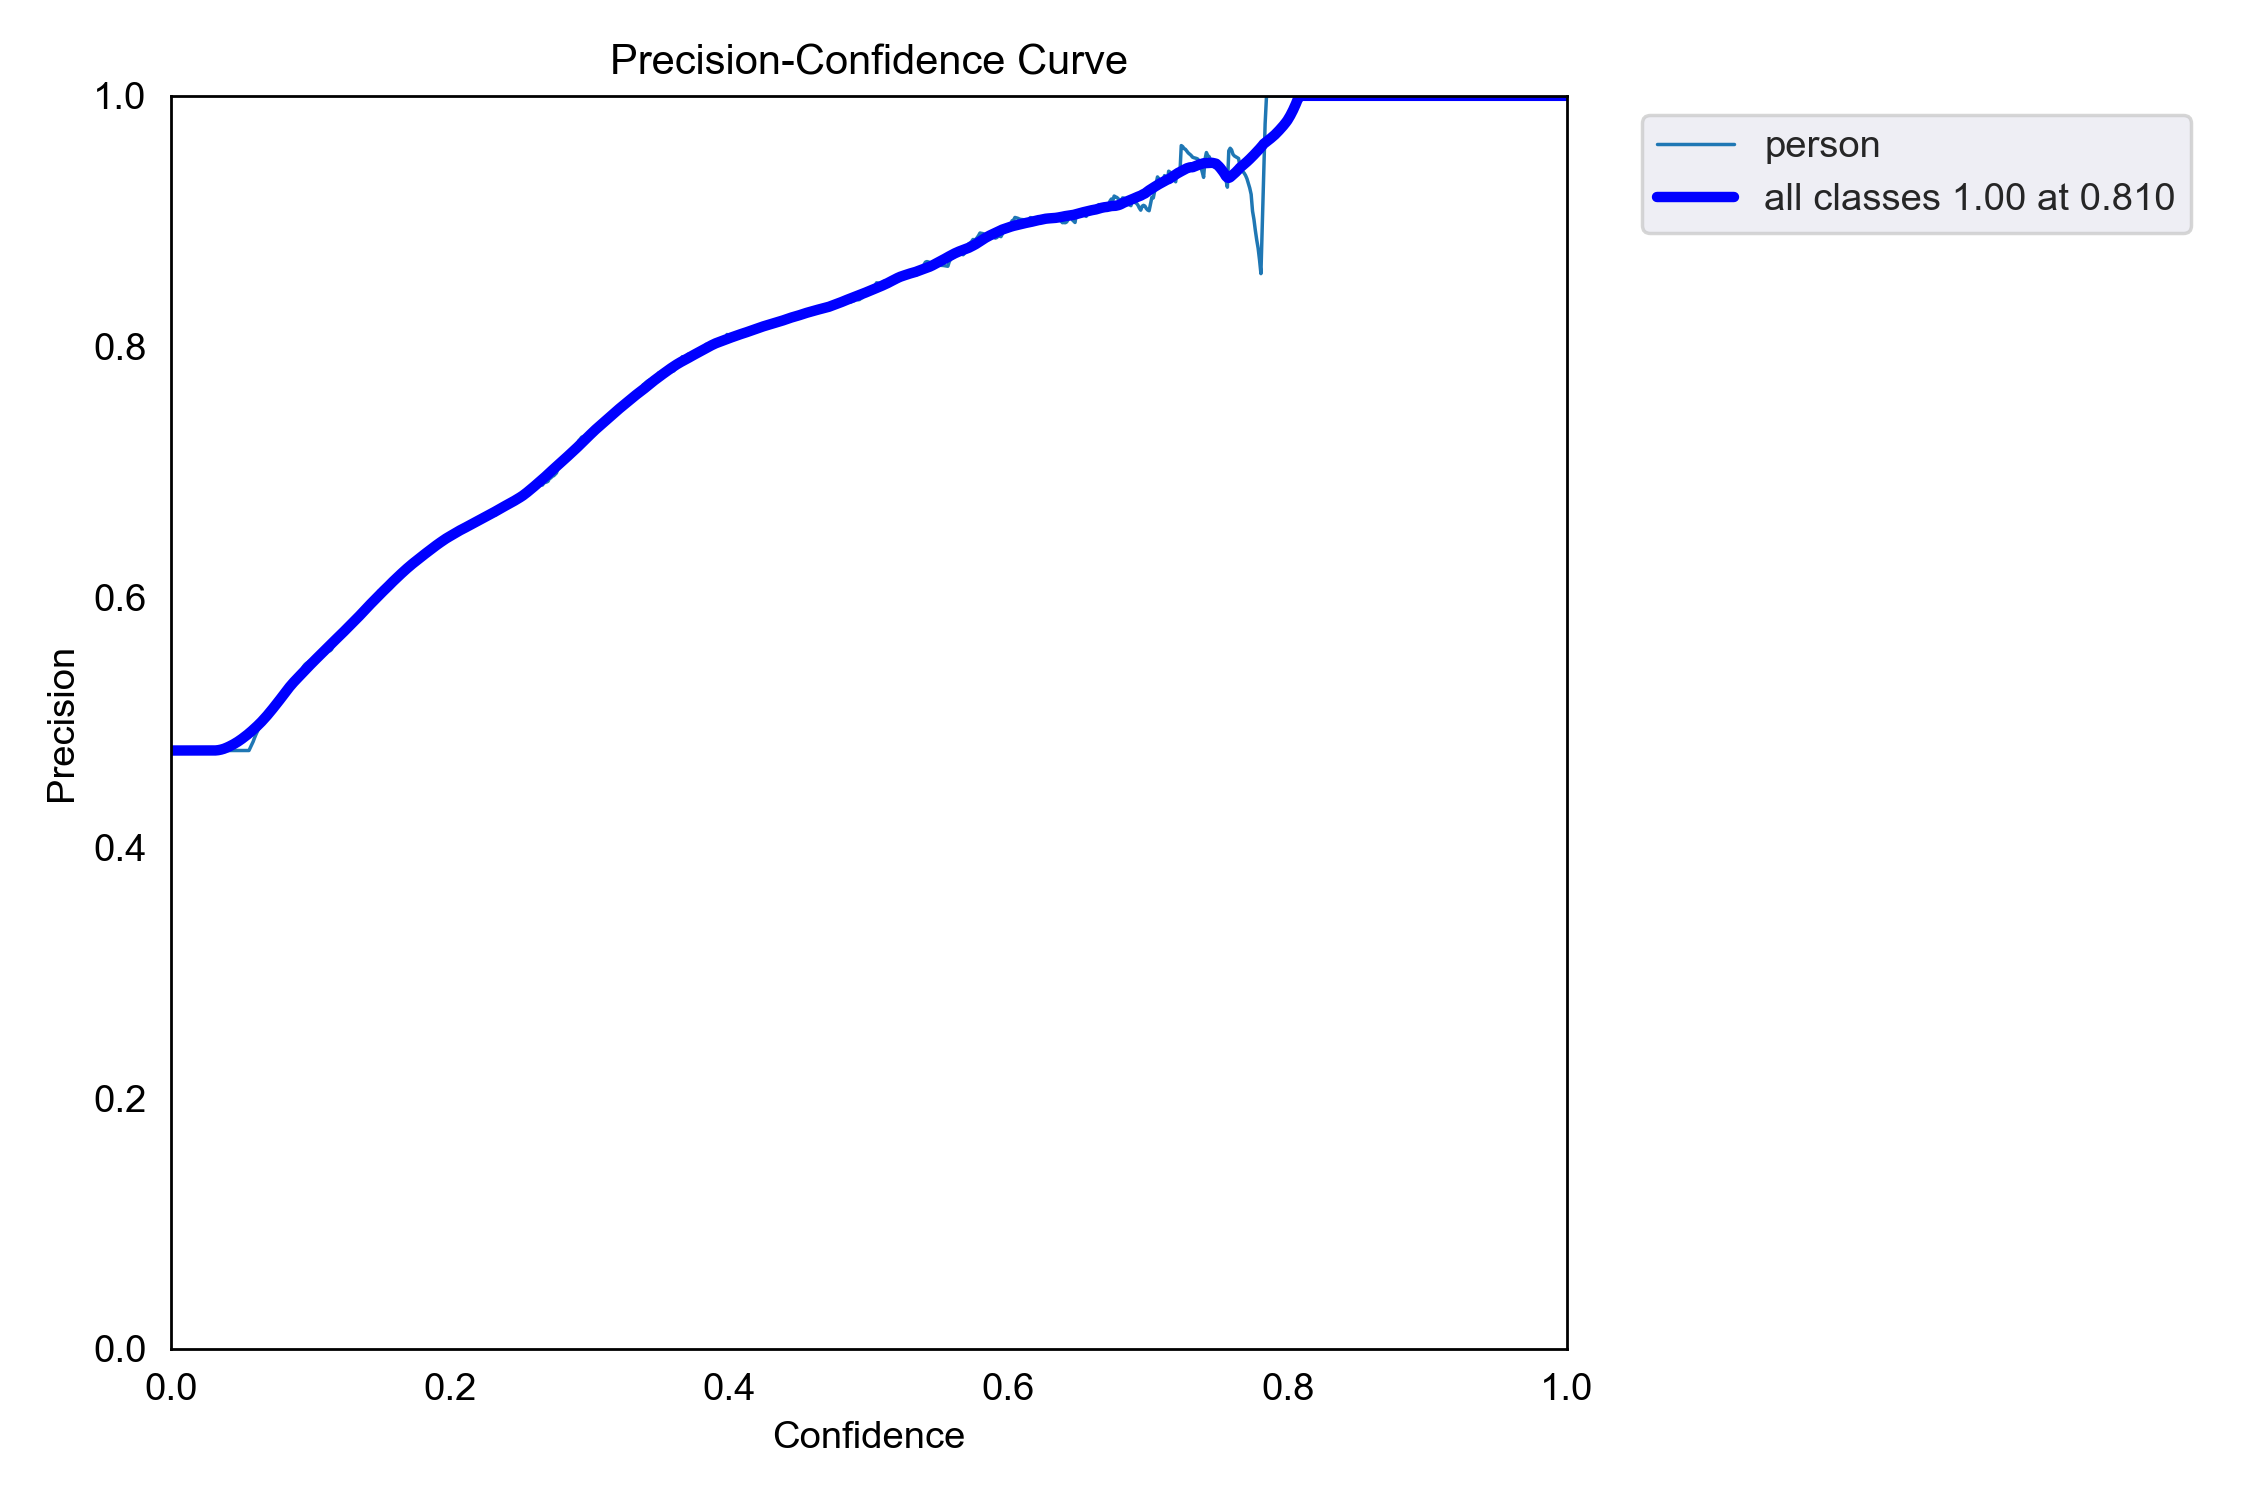 Precision-Confidence Curve
1.0
0.8
0.6
0.4
0.2
0.0
Precision
0.0 0.2 0.4 0.6 0.8 1.0
Confidence
person
all classes 1.00 at 0.810